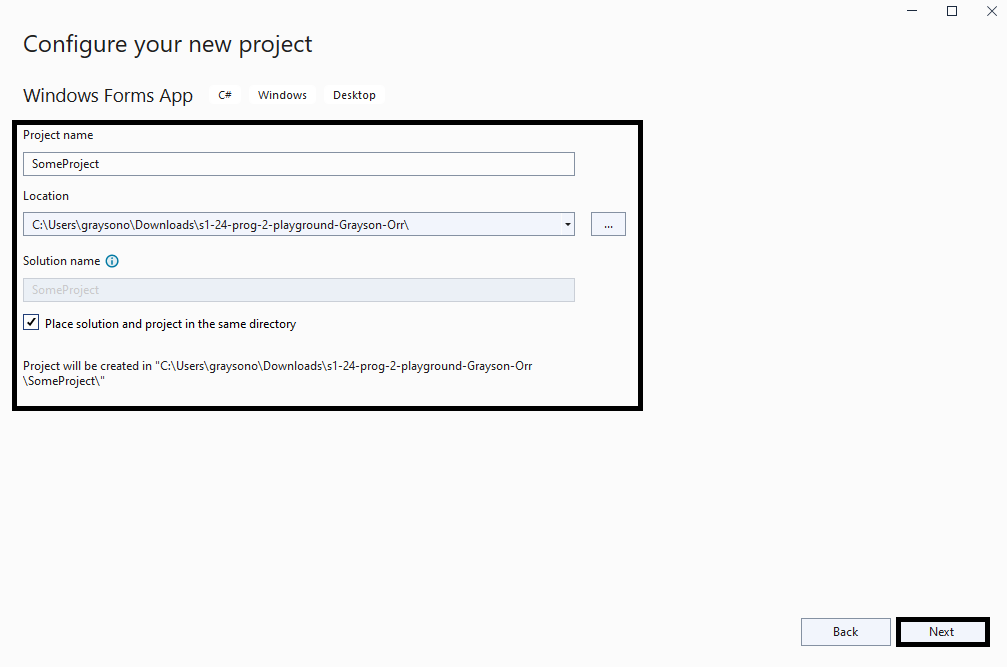 Configure your new project
Windows Forms App C# Windows Desktop
Project name
SomeProject
Location
C:\Users\graysono\Downloads\s1-24-prog-2-playground-Grayson-Orr\
...
Solution name
SomeProject
Place solution and project in the same directory
Project will be created in "C:\Users\graysono\Downloads\s1-24-prog-2-playground-Grayson-Orr
\SomeProject\"
Back Next